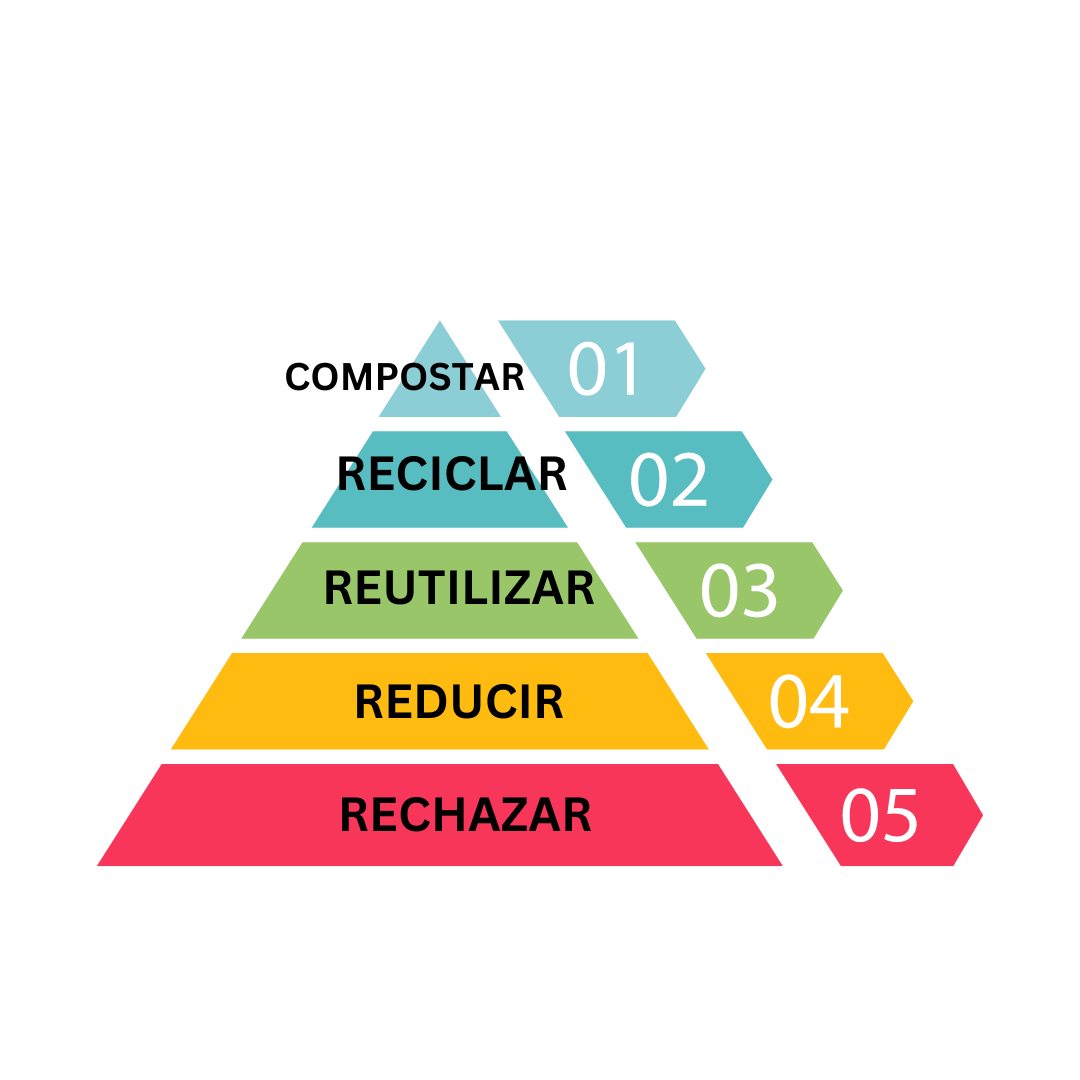 COMPOSTAR 01
RECICLAR 02
REUTILIZAR 03
REDUCIR 04
RECHAZAR 05